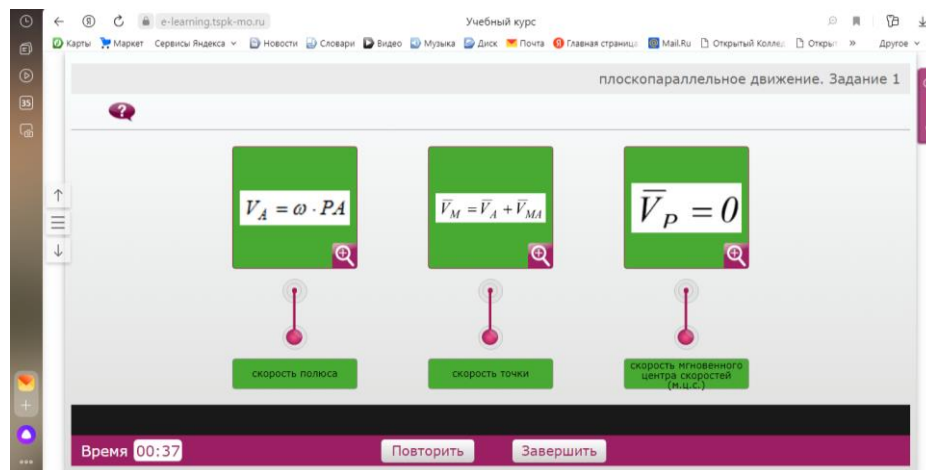 e-learning.tspk-mo.ru
Учебный курс
Карты Маркет Сервисы Яндекса Новости Словари Видео Музыка Диск Почта Главная страница Mail.Ru Открытый Коллед Открыт » Другое
35
плоскопараллельное движение. Задание 1
?
V_A = ω · PA
V̅_M = V̅_A + V̅_MA
V̅_P = 0
скорость полюса
скорость точки
скорость мгновенного
центра скоростей
(м.ц.с.)
Время 00:37
Повторить
Завершить